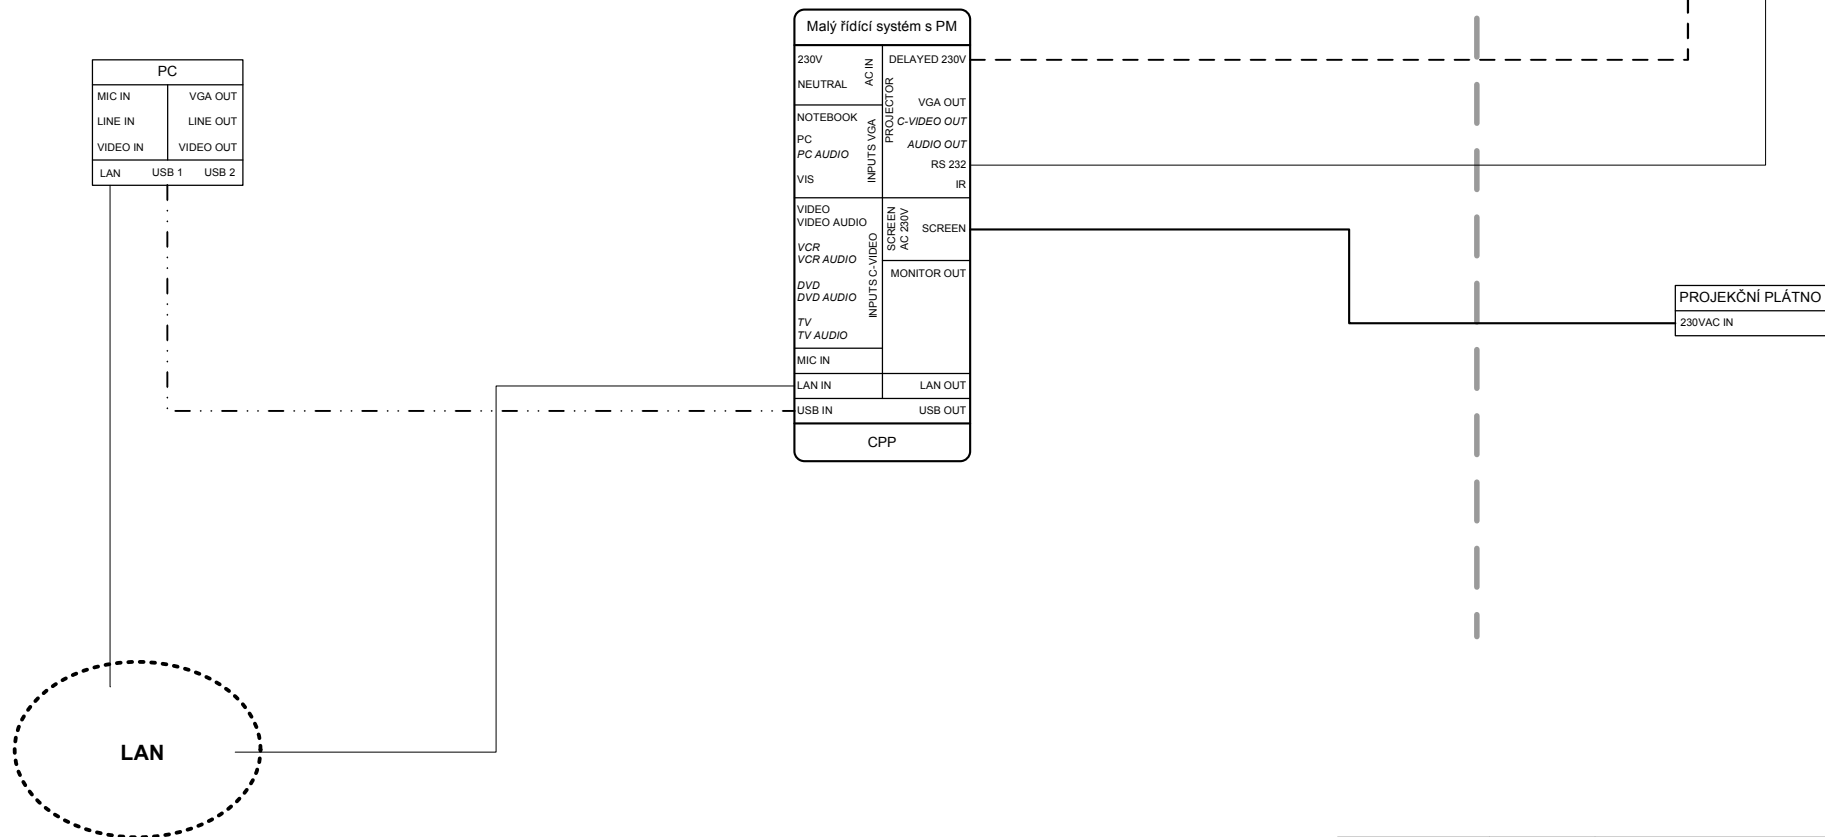 Malý řídící systém s PM
230V
NEUTRAL
AC IN
NOTEBOOK
PC
PC AUDIO
VIS
INPUTS VGA
VIDEO
VIDEO AUDIO
VCR
VCR AUDIO
DVD
DVD AUDIO
TV
TV AUDIO
INPUTS C-VIDEO
MIC IN
LAN IN
USB IN
DELAYED 230V
VGA OUT
C-VIDEO OUT
AUDIO OUT
RS 232
IR
PROJECTOR
SCREEN
AC 230V
SCREEN
MONITOR OUT
LAN OUT
USB OUT
CPP
PC
MIC IN VGA OUT
LINE IN LINE OUT
VIDEO IN VIDEO OUT
LAN USB 1 USB 2
PROJEKČNÍ PLÁTNO
230VAC IN
LAN